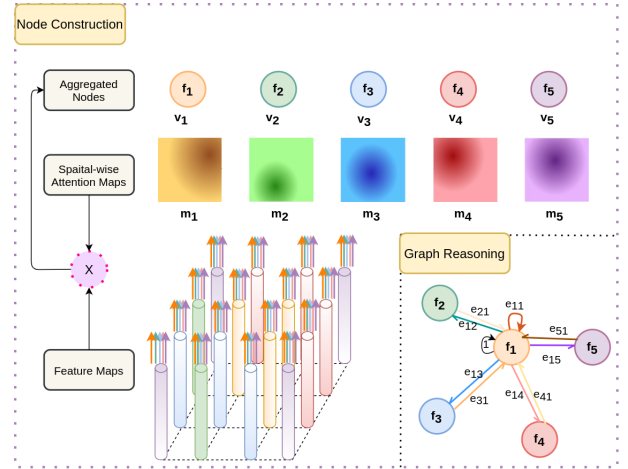 Node Construction
Aggregated
Nodes
f1 f2 f3 f4 f5
v1 v2 v3 v4 v5
Spaital-wise
Attention Maps
m1 m2 m3 m4 m5
X
Feature Maps
Graph Reasoning
f2
e21
e12
e11
e51
1
f1
f5
e15
e13
e31
e14
e41
f3
f4